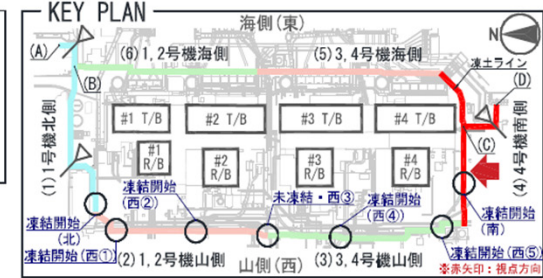 KEY PLAN
海側(東)
N
(A)
(B)
(6)1,2号機海側
(5)3,4号機海側
凍土ライン
(D)
#1 T/B
#2 T/B
#3 T/B
#4 T/B
(C)
(1)1号機北側
#1
R/B
#2
R/B
#3
R/B
#4
R/B
(4)4号機南側
凍結開始
(西②)
未凍結・西③
凍結開始
(西④)
凍結開始
(北)
凍結開始
(南)
凍結開始(西①)
(2)1,2号機山側
山側(西)
(3)3,4号機山側
凍結開始(西⑤)
※赤矢印:視点方向